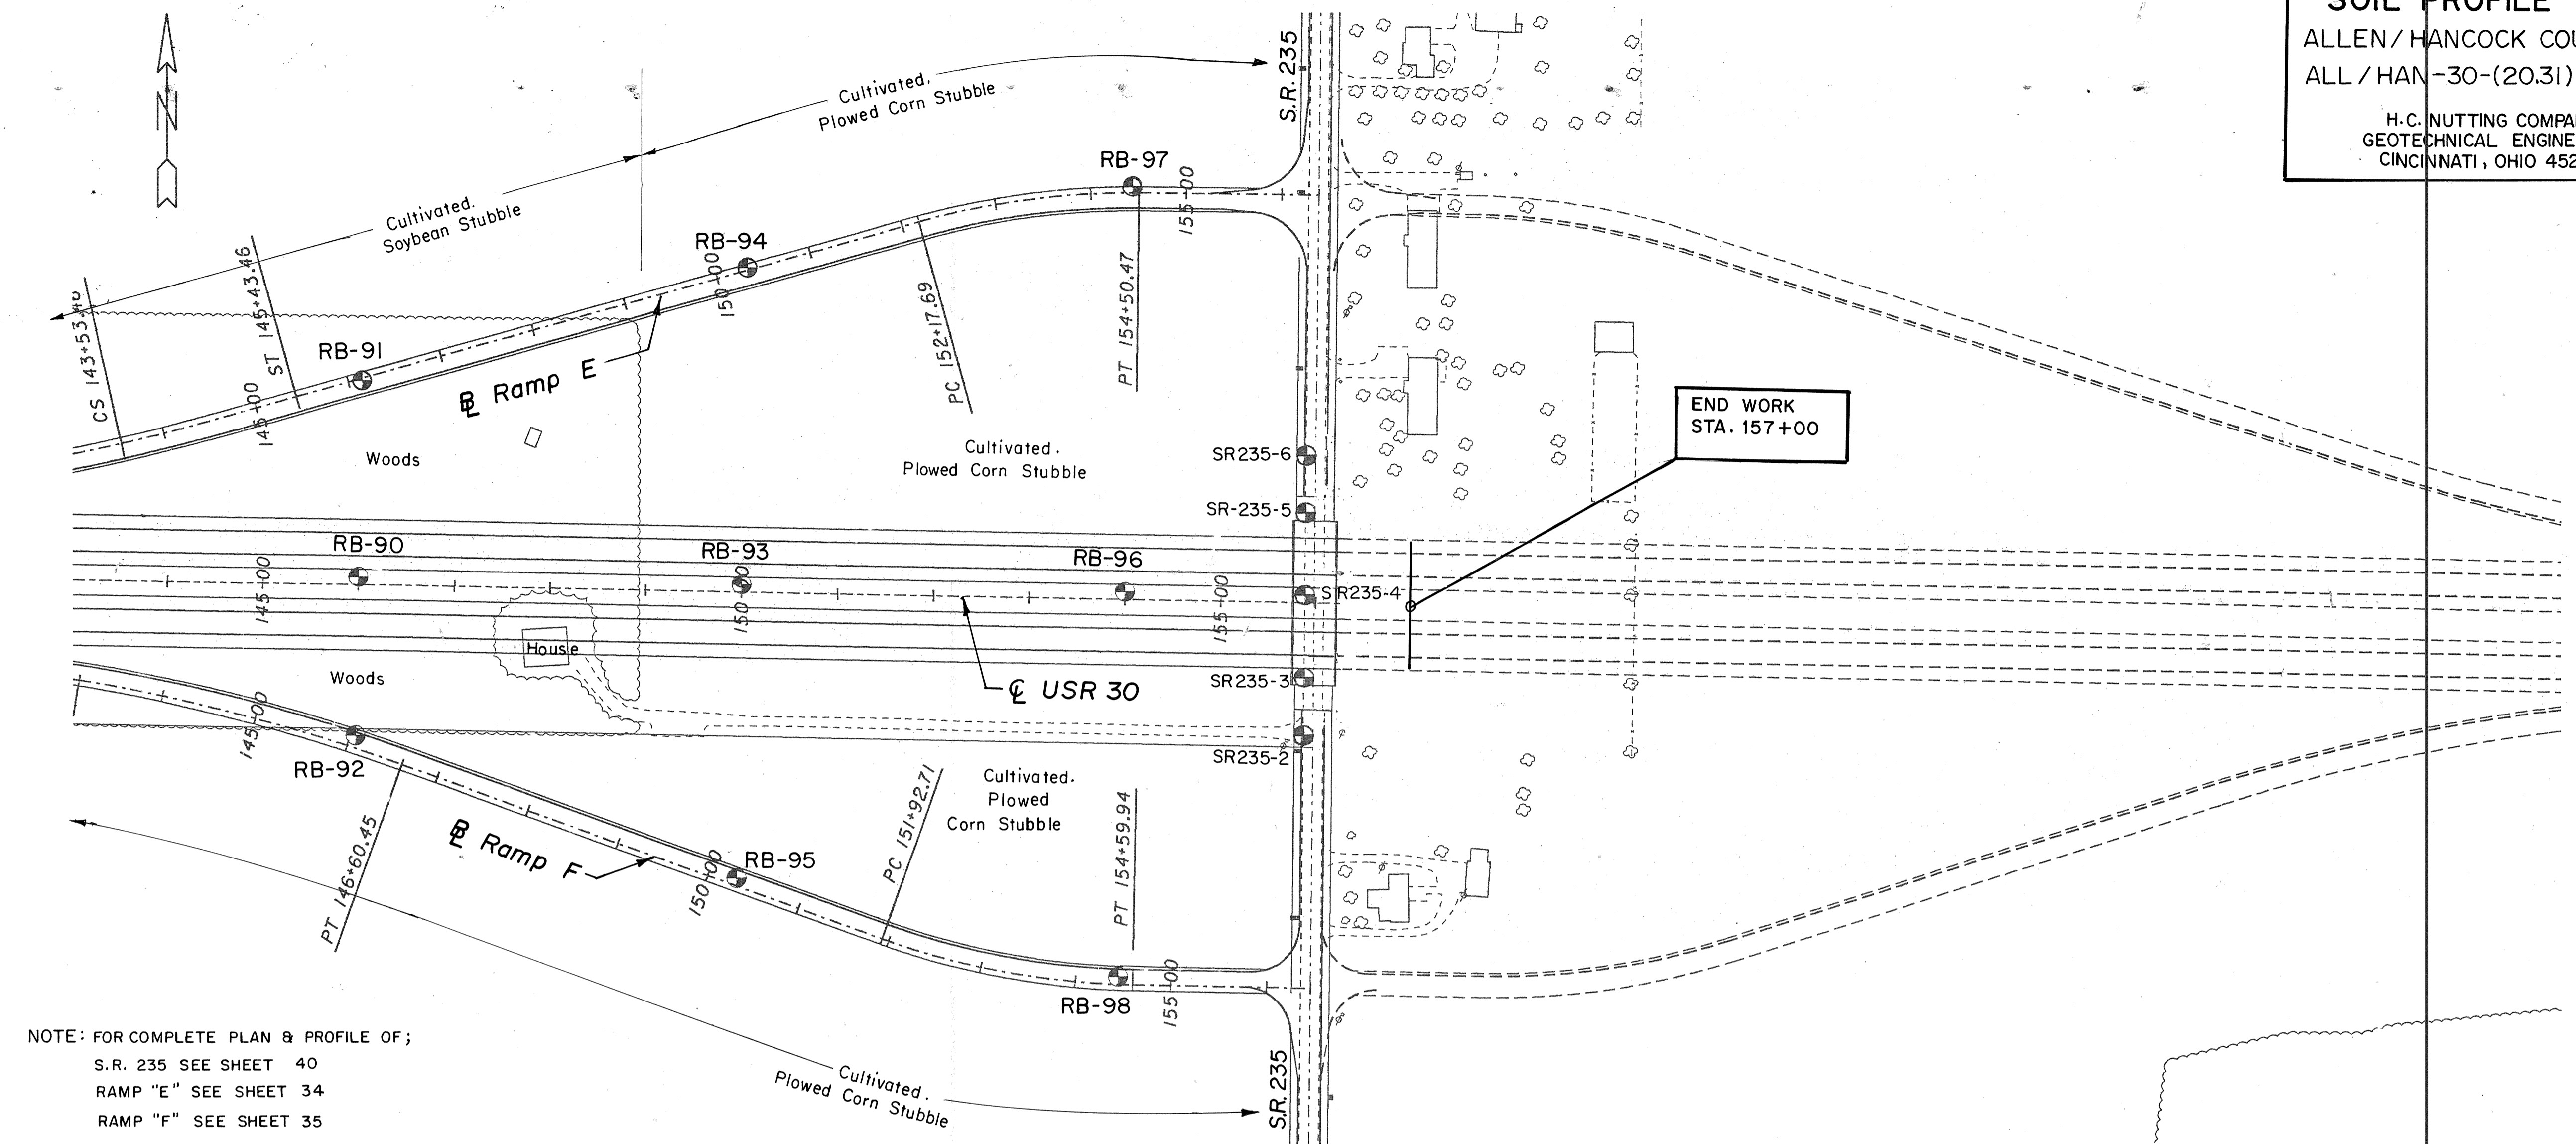 SOIL PROFILE
ALLEN/HANCOCK
ALL/HAN-30-(20.31)
H.C. NUTTING
GEOTECHNICAL
CINCINNATI, OHIO
N
Cultivated.
Soybean Stubble
Cultivated.
Plowed Corn Stubble
S.R. 235
RB-97
155+00
RB-94
150+00
CS 143+53.46
ST 145+43.46
145+00
RB-91
BL Ramp E
PC 152+17.69
PT 154+50.47
Woods
Cultivated.
Plowed Corn Stubble
SR235-6
SR-235-5
END WORK
STA. 157+00
RB-90
RB-93
RB-96
145+00
150+00
155+00
SR235-4
House
Woods
℄ USR 30
SR235-3
145+00
RB-92
SR235-2
Cultivated.
Plowed
Corn Stubble
PT 146+60.45
BL Ramp F
150+00
RB-95
PC 151+92.71
PT 154+59.94
RB-98
155+00
Cultivated.
Plowed Corn Stubble
S.R. 235
NOTE: FOR COMPLETE PLAN & PROFILE OF;
S.R. 235 SEE SHEET 40
RAMP "E" SEE SHEET 34
RAMP "F" SEE SHEET 35